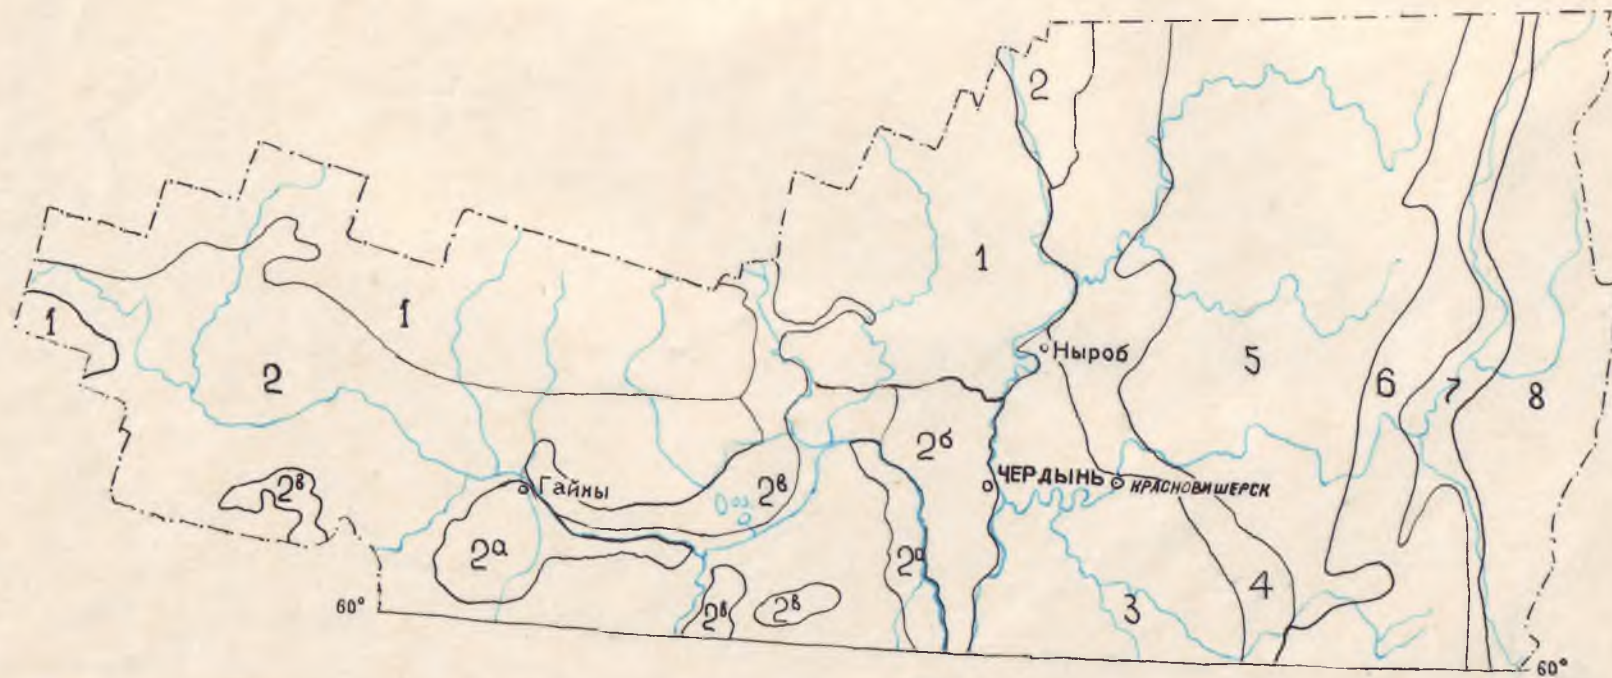 2
1
1
1
Ныроб
2
5
6
7
8
2б
2в
Гайны
2в
ЧЕРДЫНЬ
КРАСНОВИШЕРСК
2а
2а
4
3
2в
2в
60°
60°